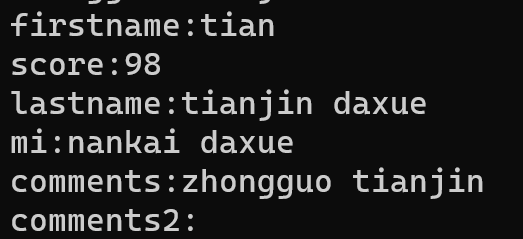 firstname:tian
score:98
lastname:tianjin daxue
mi:nankai daxue
comments:zhongguo tianjin
comments2: